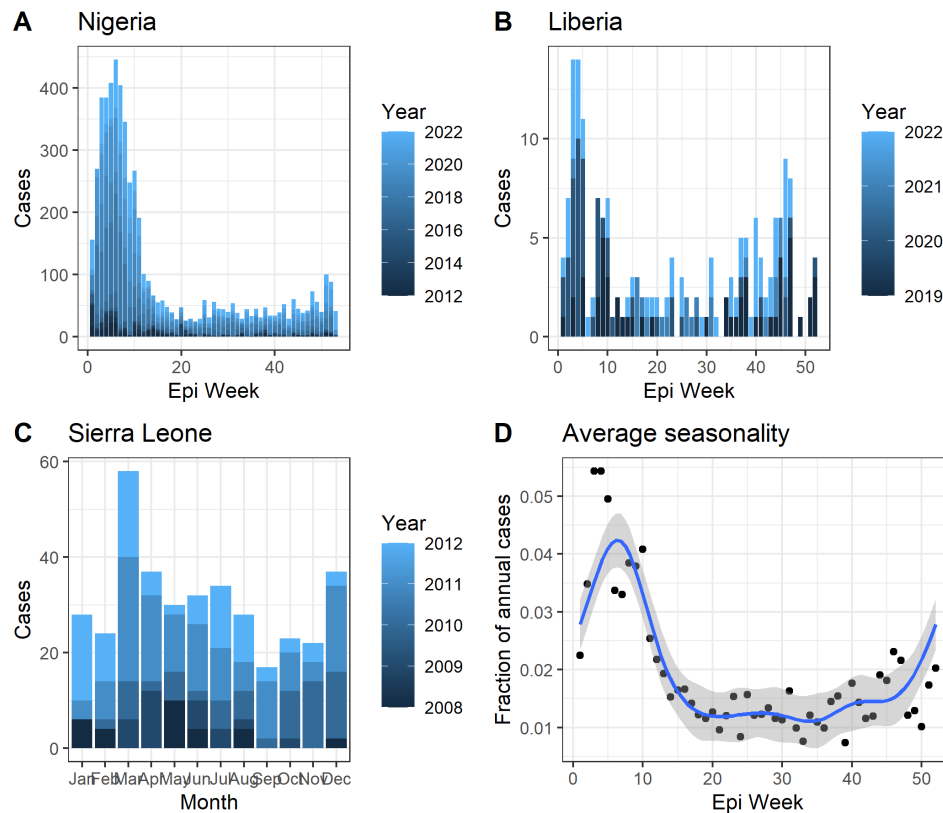 A Nigeria
Cases
400
300
200
100
0
0 20 40
Epi Week
Year
2022
2020
2018
2016
2014
2012
B Liberia
Cases
10
5
0
0 10 20 30 40 50
Epi Week
Year
2022
2021
2020
2019
C Sierra Leone
Cases
60
40
20
0
Jan Feb Mar Apr May Jun Jul Aug Sep Oct Nov Dec
Month
Year
2012
2011
2010
2009
2008
D Average seasonality
Fraction of annual cases
0.05
0.04
0.03
0.02
0.01
0 10 20 30 40 50
Epi Week